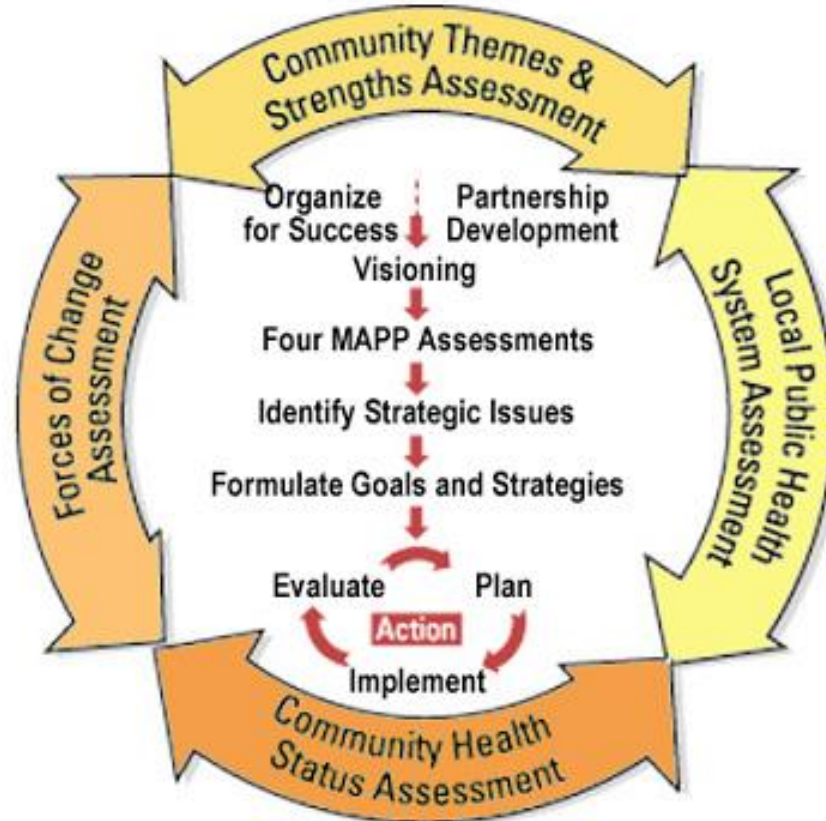 Community Themes &
Strengths Assessment
Organize
for Success
Partnership
Development
Visioning
Four MAPP Assessments
Identify Strategic Issues
Formulate Goals and Strategies
Evaluate
Plan
Action
Implement
Forces of Change
Assessment
Local Public Health
System Assessment
Community Health
Status Assessment